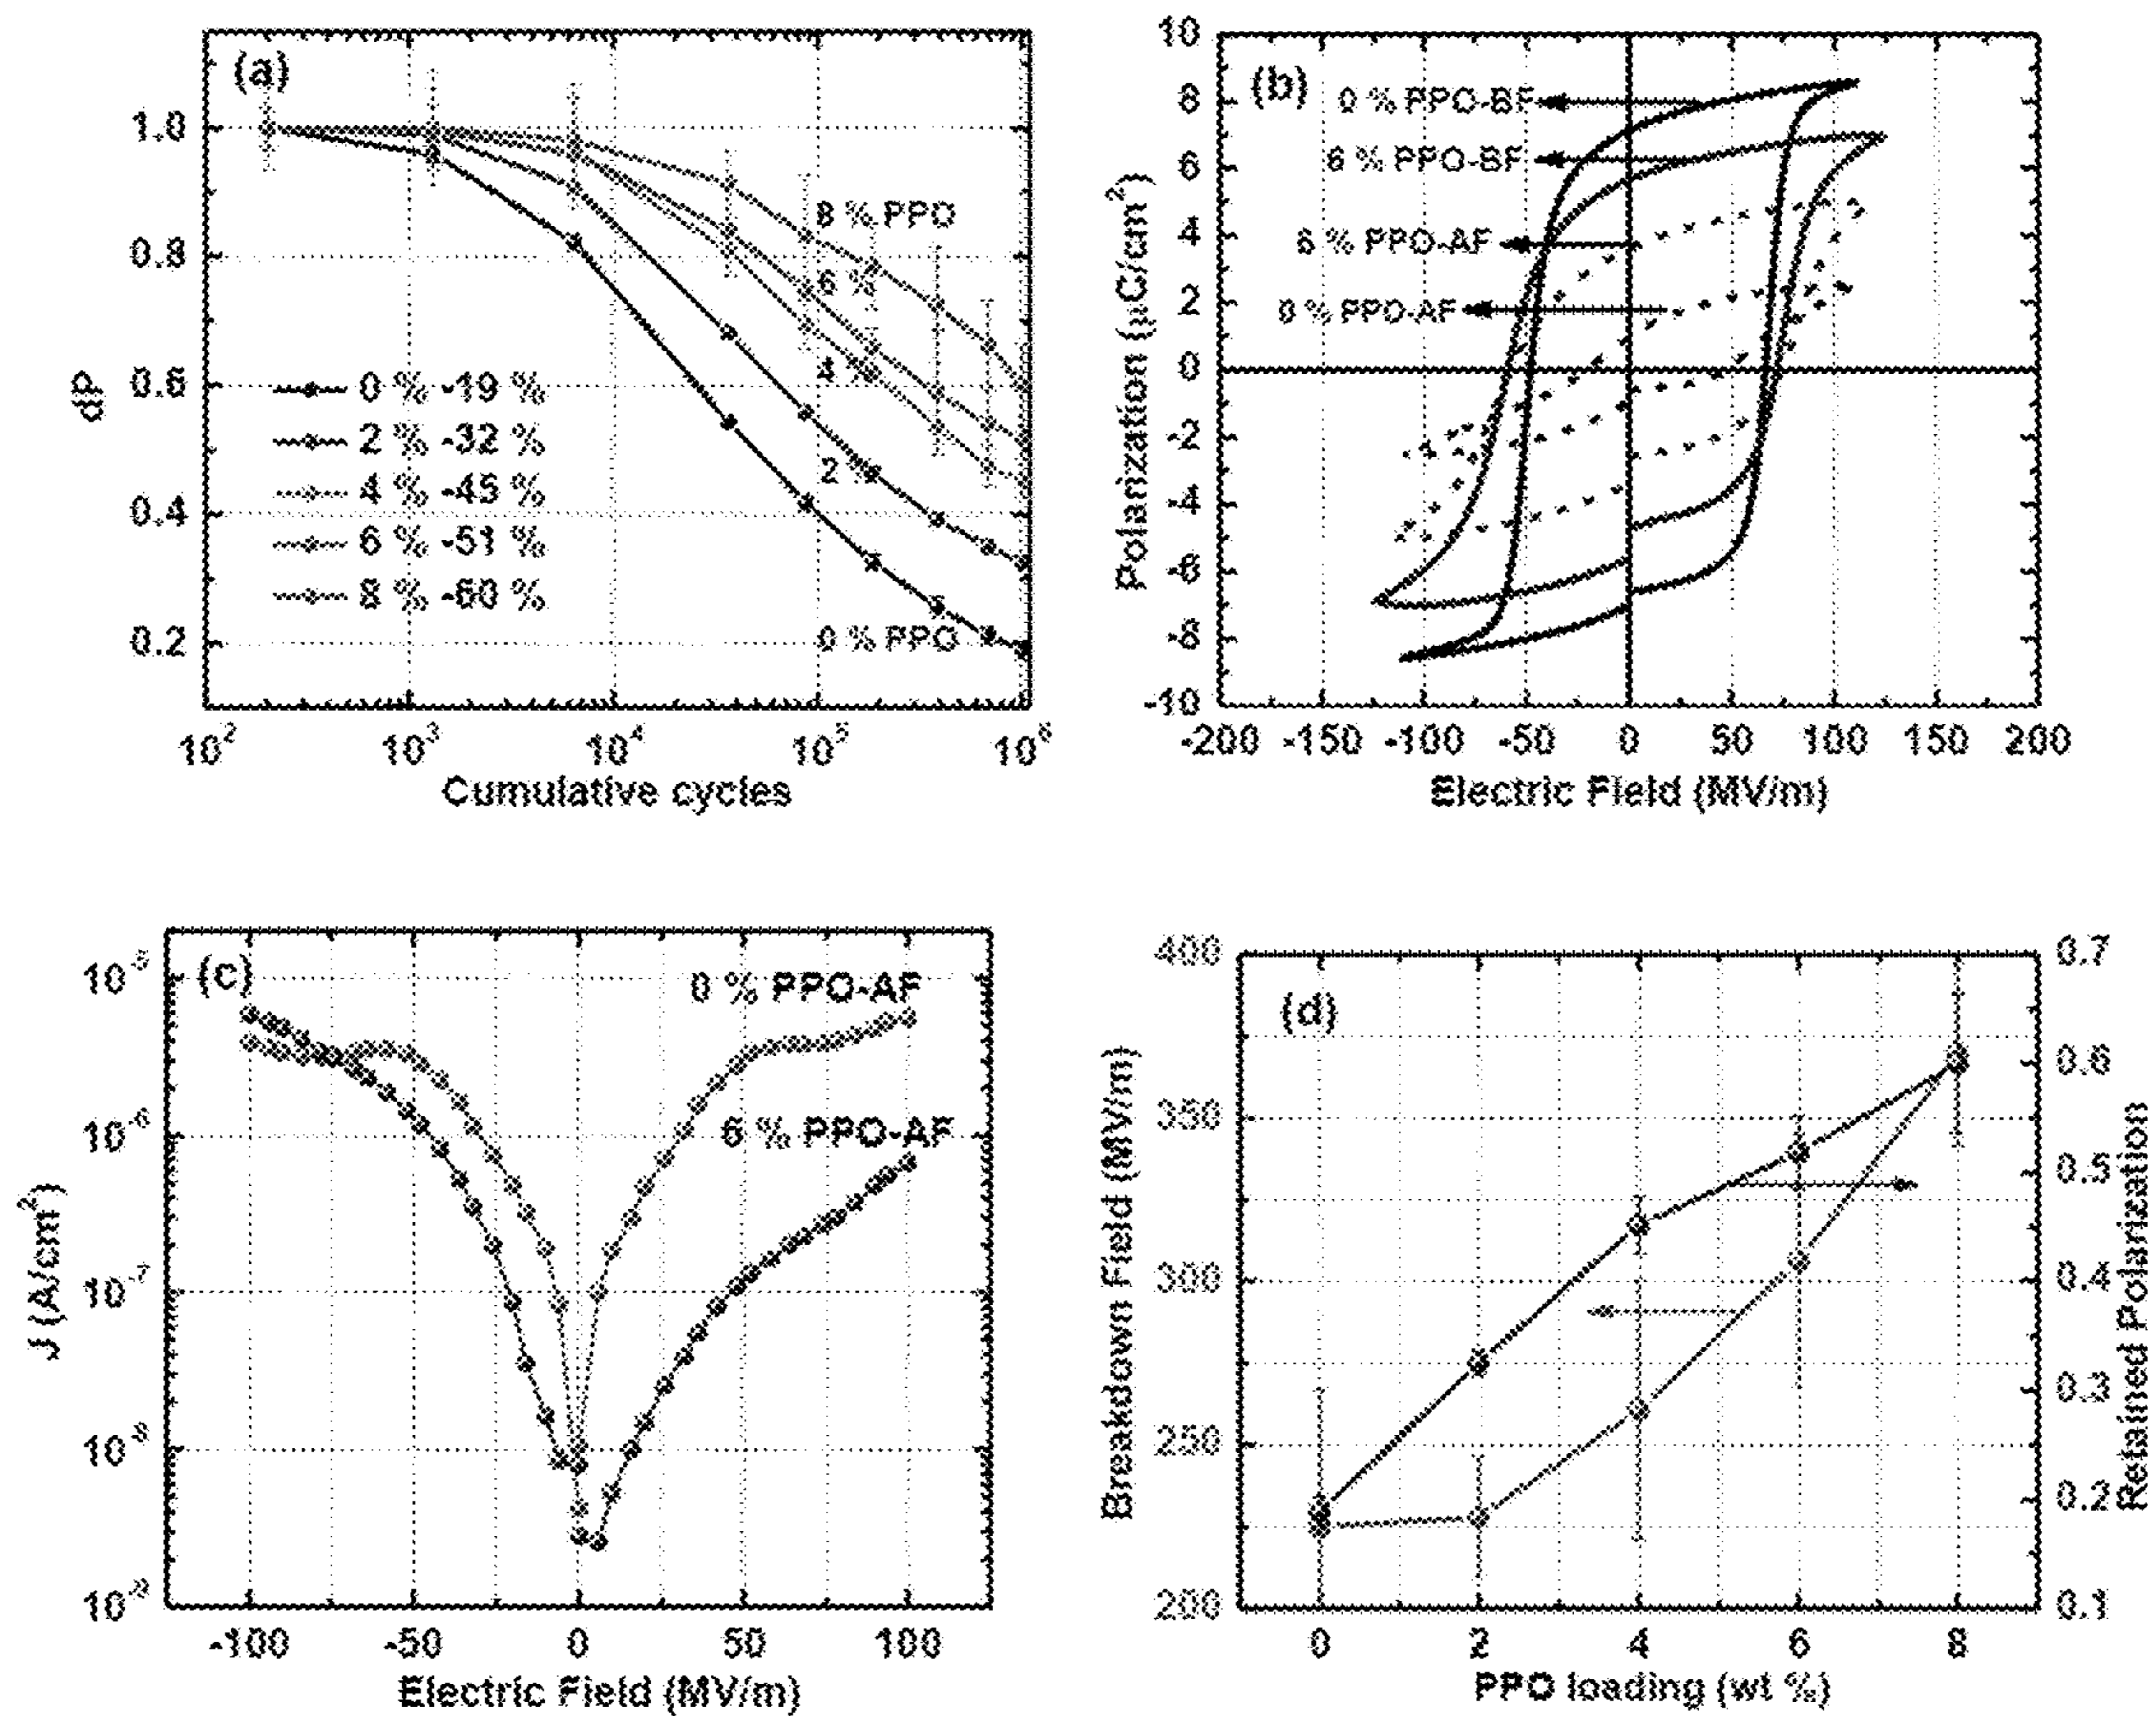 (a)
1.0
0.8
0.6
0.4
0.2
dP
8 % PPO
6 %
4 %
2 %
0 % PPO
0 % -19 %
2 % -32 %
4 % -45 %
6 % -51 %
8 % -60 %
10² 10³ 10⁴ 10⁵ 10⁶
Cumulative cycles
(b)
10
8
6
4
2
0
-2
-4
-6
-8
-10
Polarization (μC/cm²)
0 % PPO-BF
6 % PPO-BF
6 % PPO-AF
0 % PPO-AF
-200 -150 -100 -50 0 50 100 150 200
Electric Field (MV/m)
(c)
10⁻⁵
10⁻⁶
10⁻⁷
10⁻⁸
10⁻⁹
J (A/cm²)
0 % PPO-AF
6 % PPO-AF
-100 -50 0 50 100
Electric Field (MV/m)
(d)
400
350
300
250
200
Breakdown Field (MV/m)
0.7
0.6
0.5
0.4
0.3
0.2
0.1
Retained Polarization
0 2 4 6 8
PPO loading (wt %)